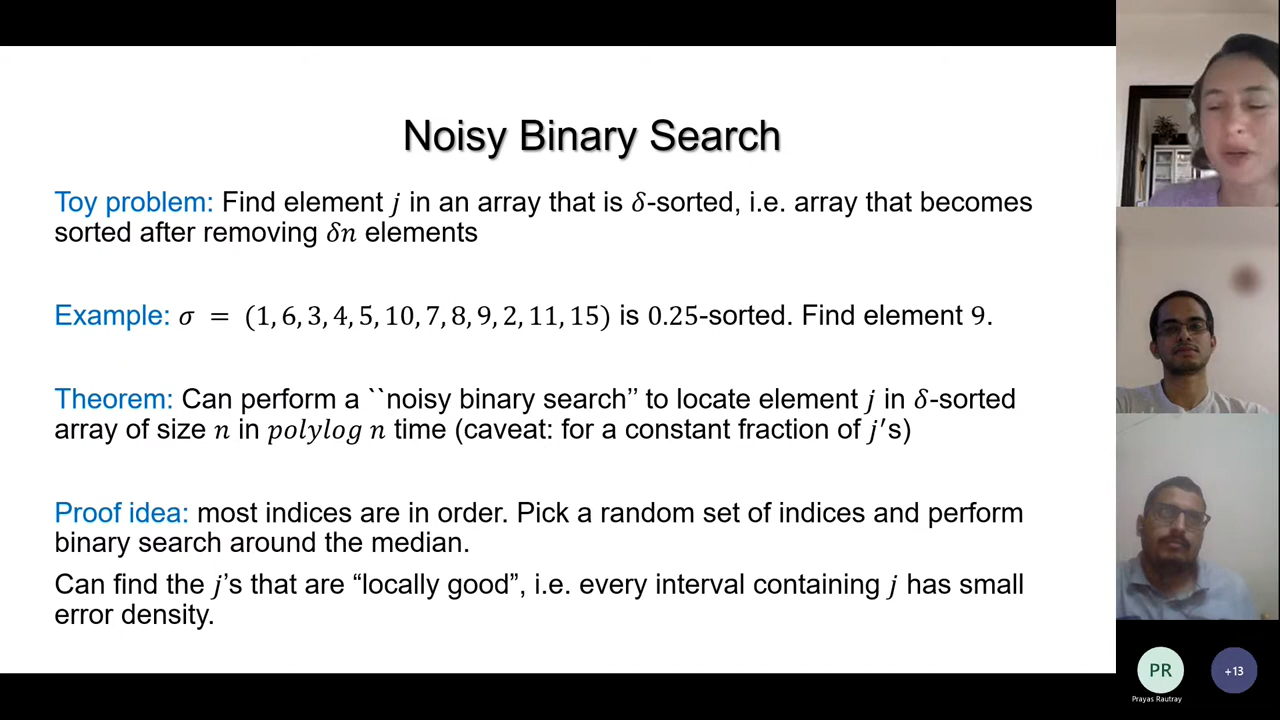 Noisy Binary Search
Toy problem: Find element 𝑗 in an array that is 𝛿-sorted, i.e. array that becomes
sorted after removing 𝛿𝑛 elements
Example: 𝜎 = (1, 6, 3, 4, 5, 10, 7, 8, 9, 2, 11, 15) is 0.25-sorted. Find element 9.
Theorem: Can perform a ``noisy binary search’’ to locate element 𝑗 in 𝛿-sorted
array of size 𝑛 in 𝑝𝑜𝑙𝑦𝑙𝑜𝑔 𝑛 time (caveat: for a constant fraction of 𝑗′s)
Proof idea: most indices are in order. Pick a random set of indices and perform
binary search around the median.
Can find the 𝑗’s that are “locally good”, i.e. every interval containing 𝑗 has small
error density.
PR
+13
Prayas Rautray